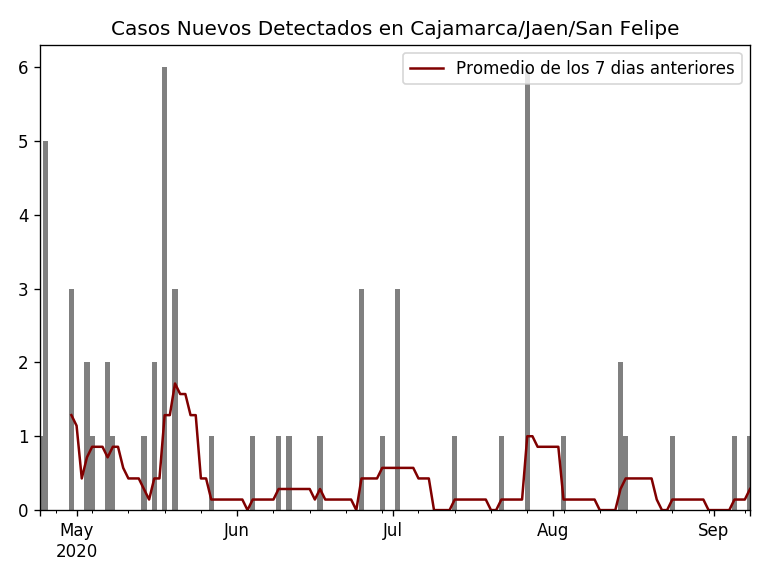 Casos Nuevos Detectados en Cajamarca/Jaen/San Felipe
Promedio de los 7 dias anteriores
6
5
4
3
2
1
0
May
2020
Jun
Jul
Aug
Sep